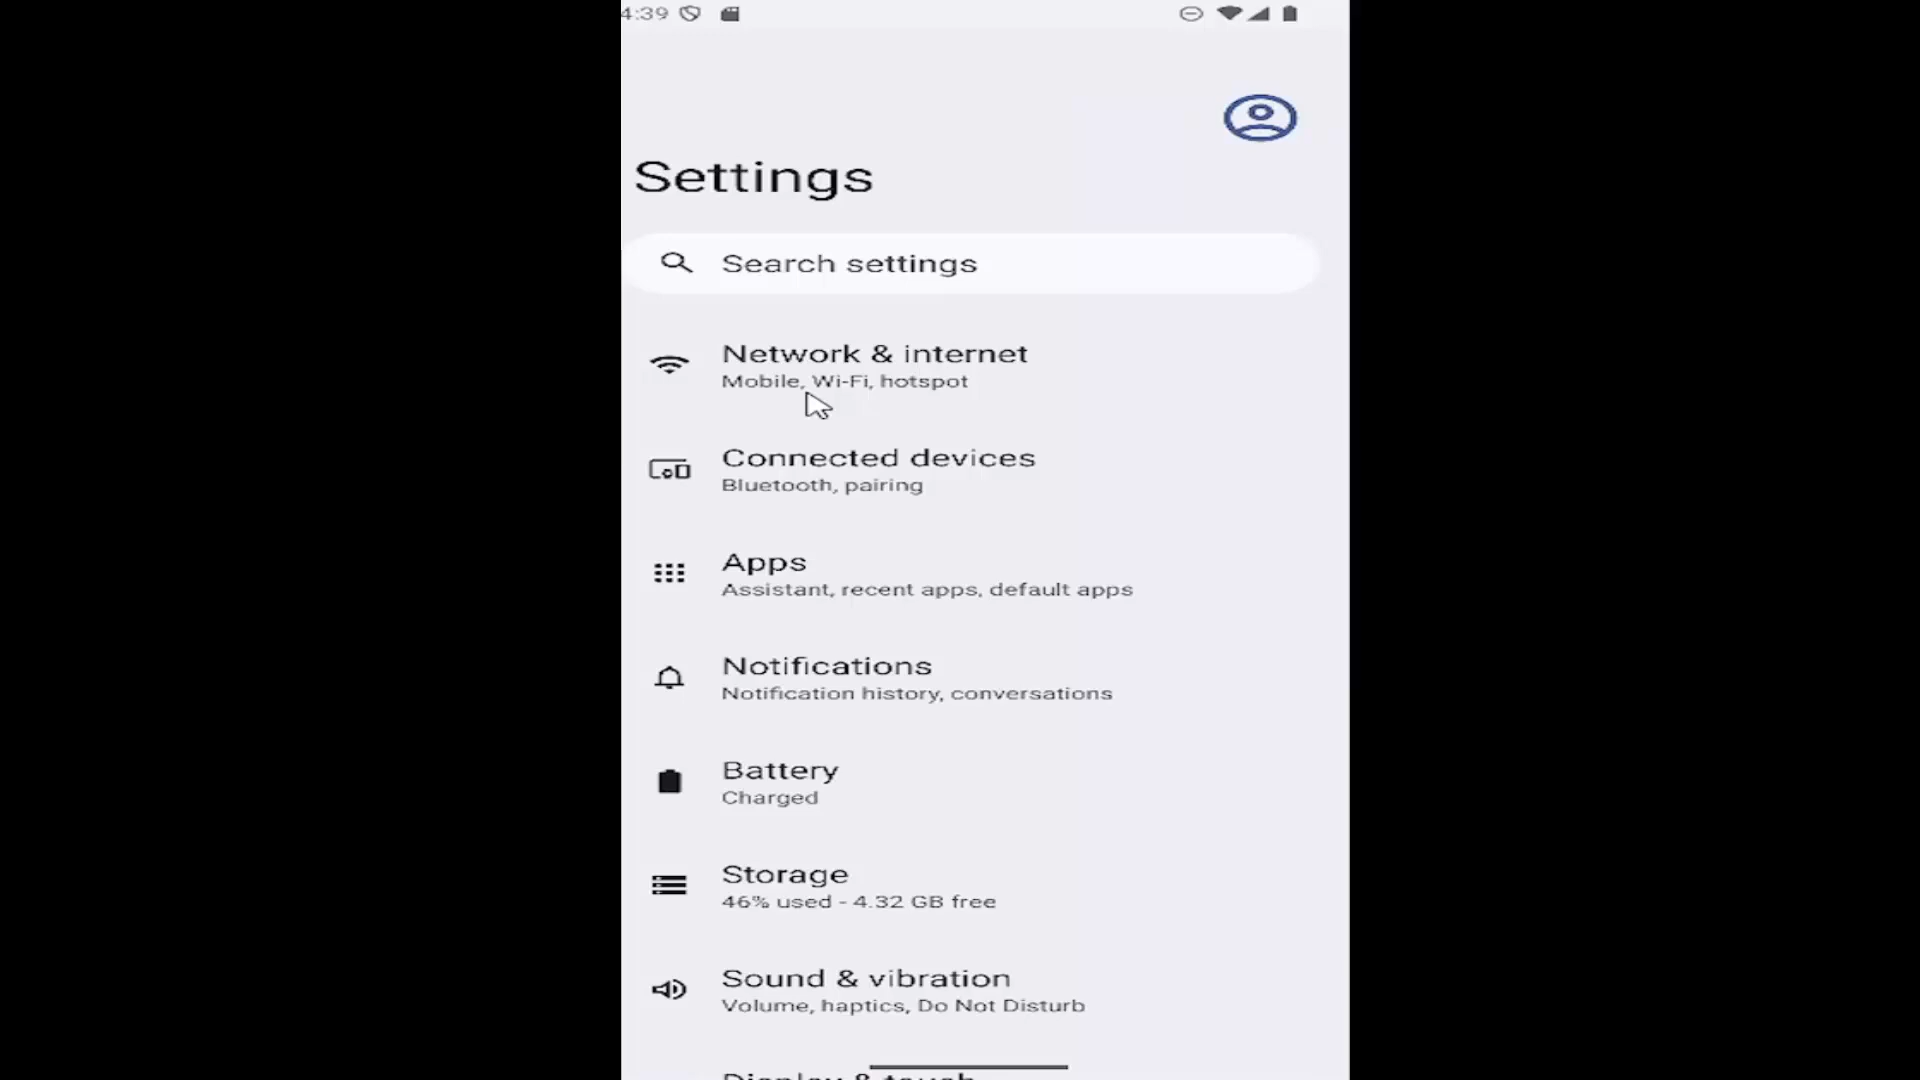 4:39
Settings
Search settings
Network & internet
Mobile, Wi-Fi, hotspot
Connected devices
Bluetooth, pairing
Apps
Assistant, recent apps, default apps
Notifications
Notification history, conversations
Battery
Charged
Storage
46% used - 4.32 GB free
Sound & vibration
Volume, haptics, Do Not Disturb
Display & touch